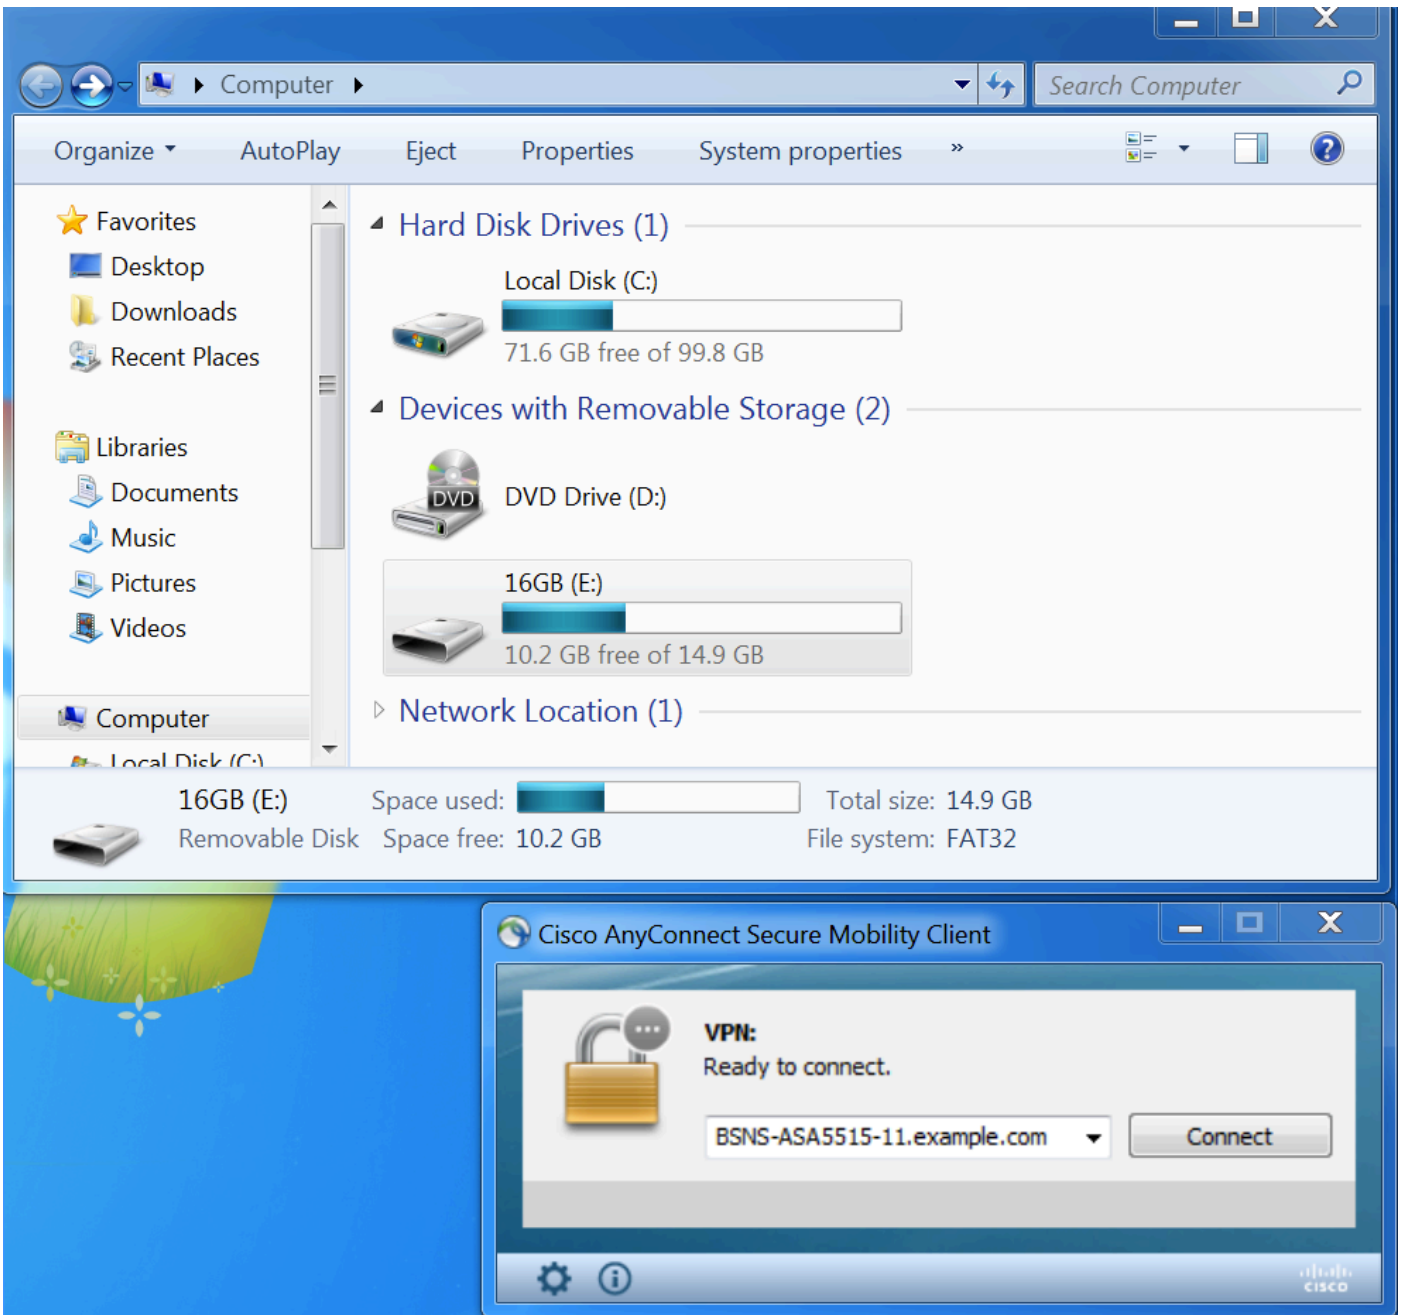 Computer
Search Computer
Organize AutoPlay Eject Properties System properties »
Favorites
Desktop
Downloads
Recent Places
Libraries
Documents
Music
Pictures
Videos
Computer
Local Disk (C:)
Hard Disk Drives (1)
Local Disk (C:)
71.6 GB free of 99.8 GB
Devices with Removable Storage (2)
DVD
DVD Drive (D:)
16GB (E:)
10.2 GB free of 14.9 GB
Network Location (1)
16GB (E:) Space used: Total size: 14.9 GB
Removable Disk Space free: 10.2 GB File system: FAT32
Cisco AnyConnect Secure Mobility Client
VPN:
Ready to connect.
BSNS-ASA5515-11.example.com Connect
CISCO